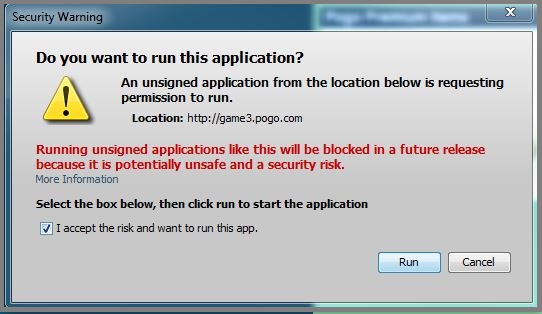 Security Warning
Pogo Premium Items
Do you want to run this application?
An unsigned application from the location below is requesting
permission to run.
Location: http://game3.pogo.com
Running unsigned applications like this will be blocked in a future release
because it is potentially unsafe and a security risk.
More Information
Select the box below, then click run to start the application
I accept the risk and want to run this app.
Run
Cancel